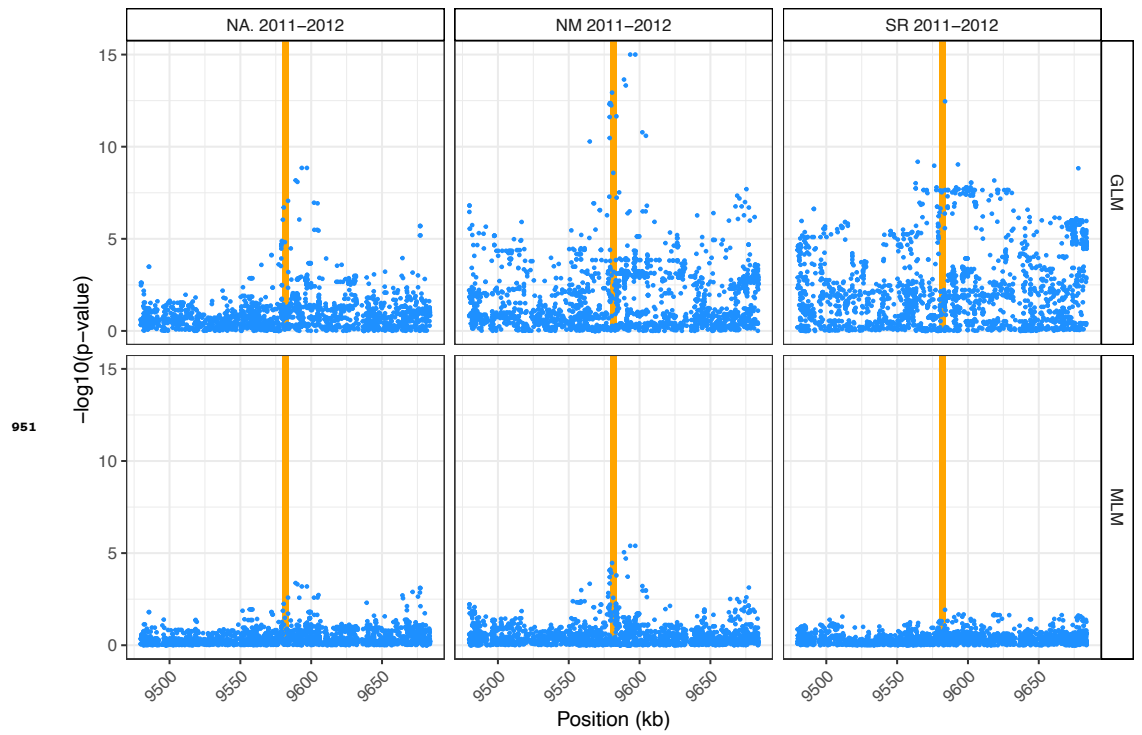 NA. 2011−2012 NM 2011−2012 SR 2011−2012
15
10
5
0
GLM
−log10(p−value)
951
15
10
5
0
MLM
9500 9550 9600 9650 9500 9550 9600 9650 9500 9550 9600 9650
Position (kb)